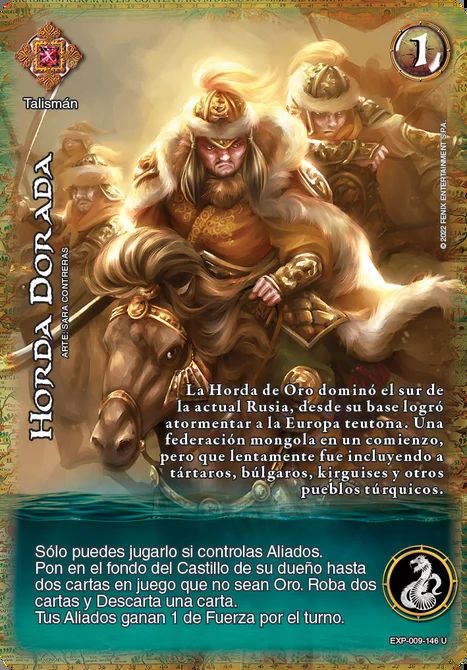 1
Talismán
HORDA DORADA
ARTE: SARA CONTRERAS
© 2022 FENIX ENTERTAINMENT S.P.A.
La Horda de Oro dominó el sur de
la actual Rusia, desde su base logró
atormentar a la Europa teutona. Una
federación mongola en un comienzo,
pero que lentamente fue incluyendo a
tártaros, búlgaros, kirguises y otros
pueblos túrquicos.
Sólo puedes jugarlo si controlas Aliados.
Pon en el fondo del Castillo de su dueño hasta
dos cartas en juego que no sean Oro. Roba dos
cartas y Descarta una carta.
Tus Aliados ganan 1 de Fuerza por el turno.
EXP-009-146 U